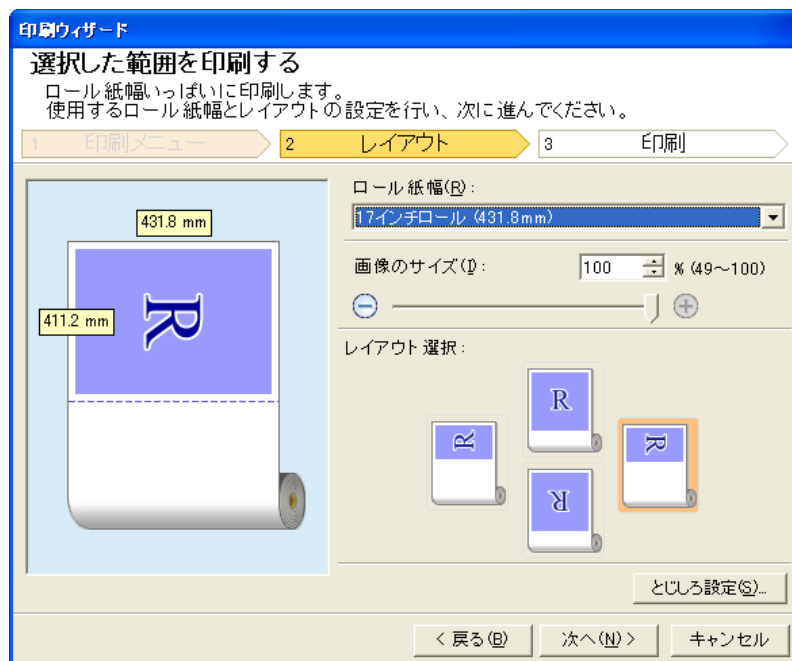 印刷ウィザード
選択した範囲を印刷する
ロール紙幅いっぱいに印刷します。
使用するロール紙幅とレイアウトの設定を行い、次に進んでください。
1 印刷メニュー
2 レイアウト
3 印刷
431.8 mm
411.2 mm
R
ロール紙幅(R):
17インチロール (431.8mm)
画像のサイズ(I):
100
% (49～100)
レイアウト選択:
R
R
R
R
とじしろ設定(S)...
< 戻る(B)
次へ(N) >
キャンセル